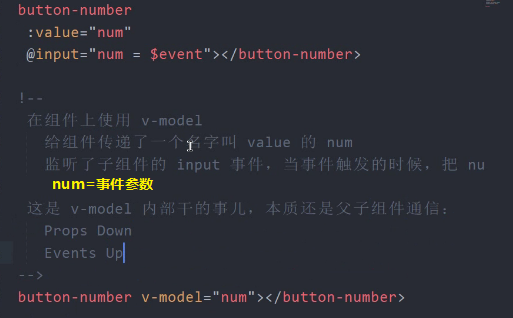 button-number
:value="num"
@input="num = $event"></button-number>
!--
在组件上使用 v-model
给组件传递了一个名字叫 value 的 num
监听了子组件的 input 事件，当事件触发的时候，把 nu
num=事件参数
这是 v-model 内部干的事儿，本质还是父子组件通信：
Props Down
Events Up
-->
button-number v-model="num"></button-number>